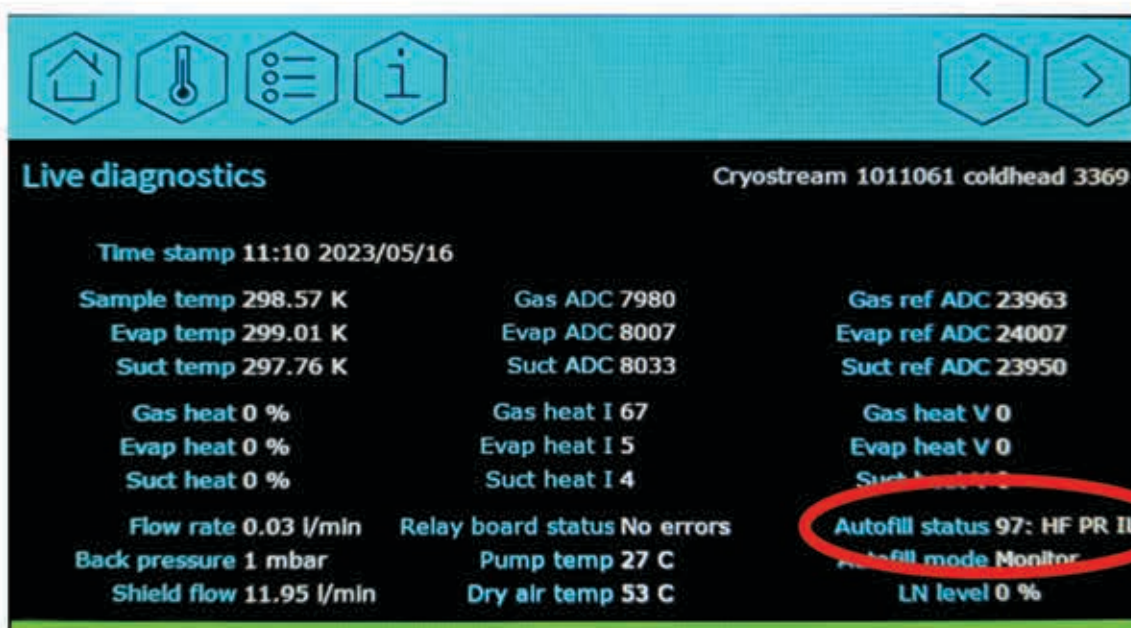 Live diagnostics
Cryostream 1011061 coldhead 3369
Time stamp 11:10 2023/05/16
Sample temp 298.57 K Gas ADC 7980 Gas ref ADC 23963
Evap temp 299.01 K Evap ADC 8007 Evap ref ADC 24007
Suct temp 297.76 K Suct ADC 8033 Suct ref ADC 23950
Gas heat 0 % Gas heat I 67 Gas heat V 0
Evap heat 0 % Evap heat I 5 Evap heat V 0
Suct heat 0 % Suct heat I 4 Suct heat V 0
Flow rate 0.03 l/min Relay board status No errors Autofill status 97: HF PR
Back pressure 1 mbar Pump temp 27 C Autofill mode Monitor
Shield flow 11.95 l/min Dry air temp 53 C LN level 0 %